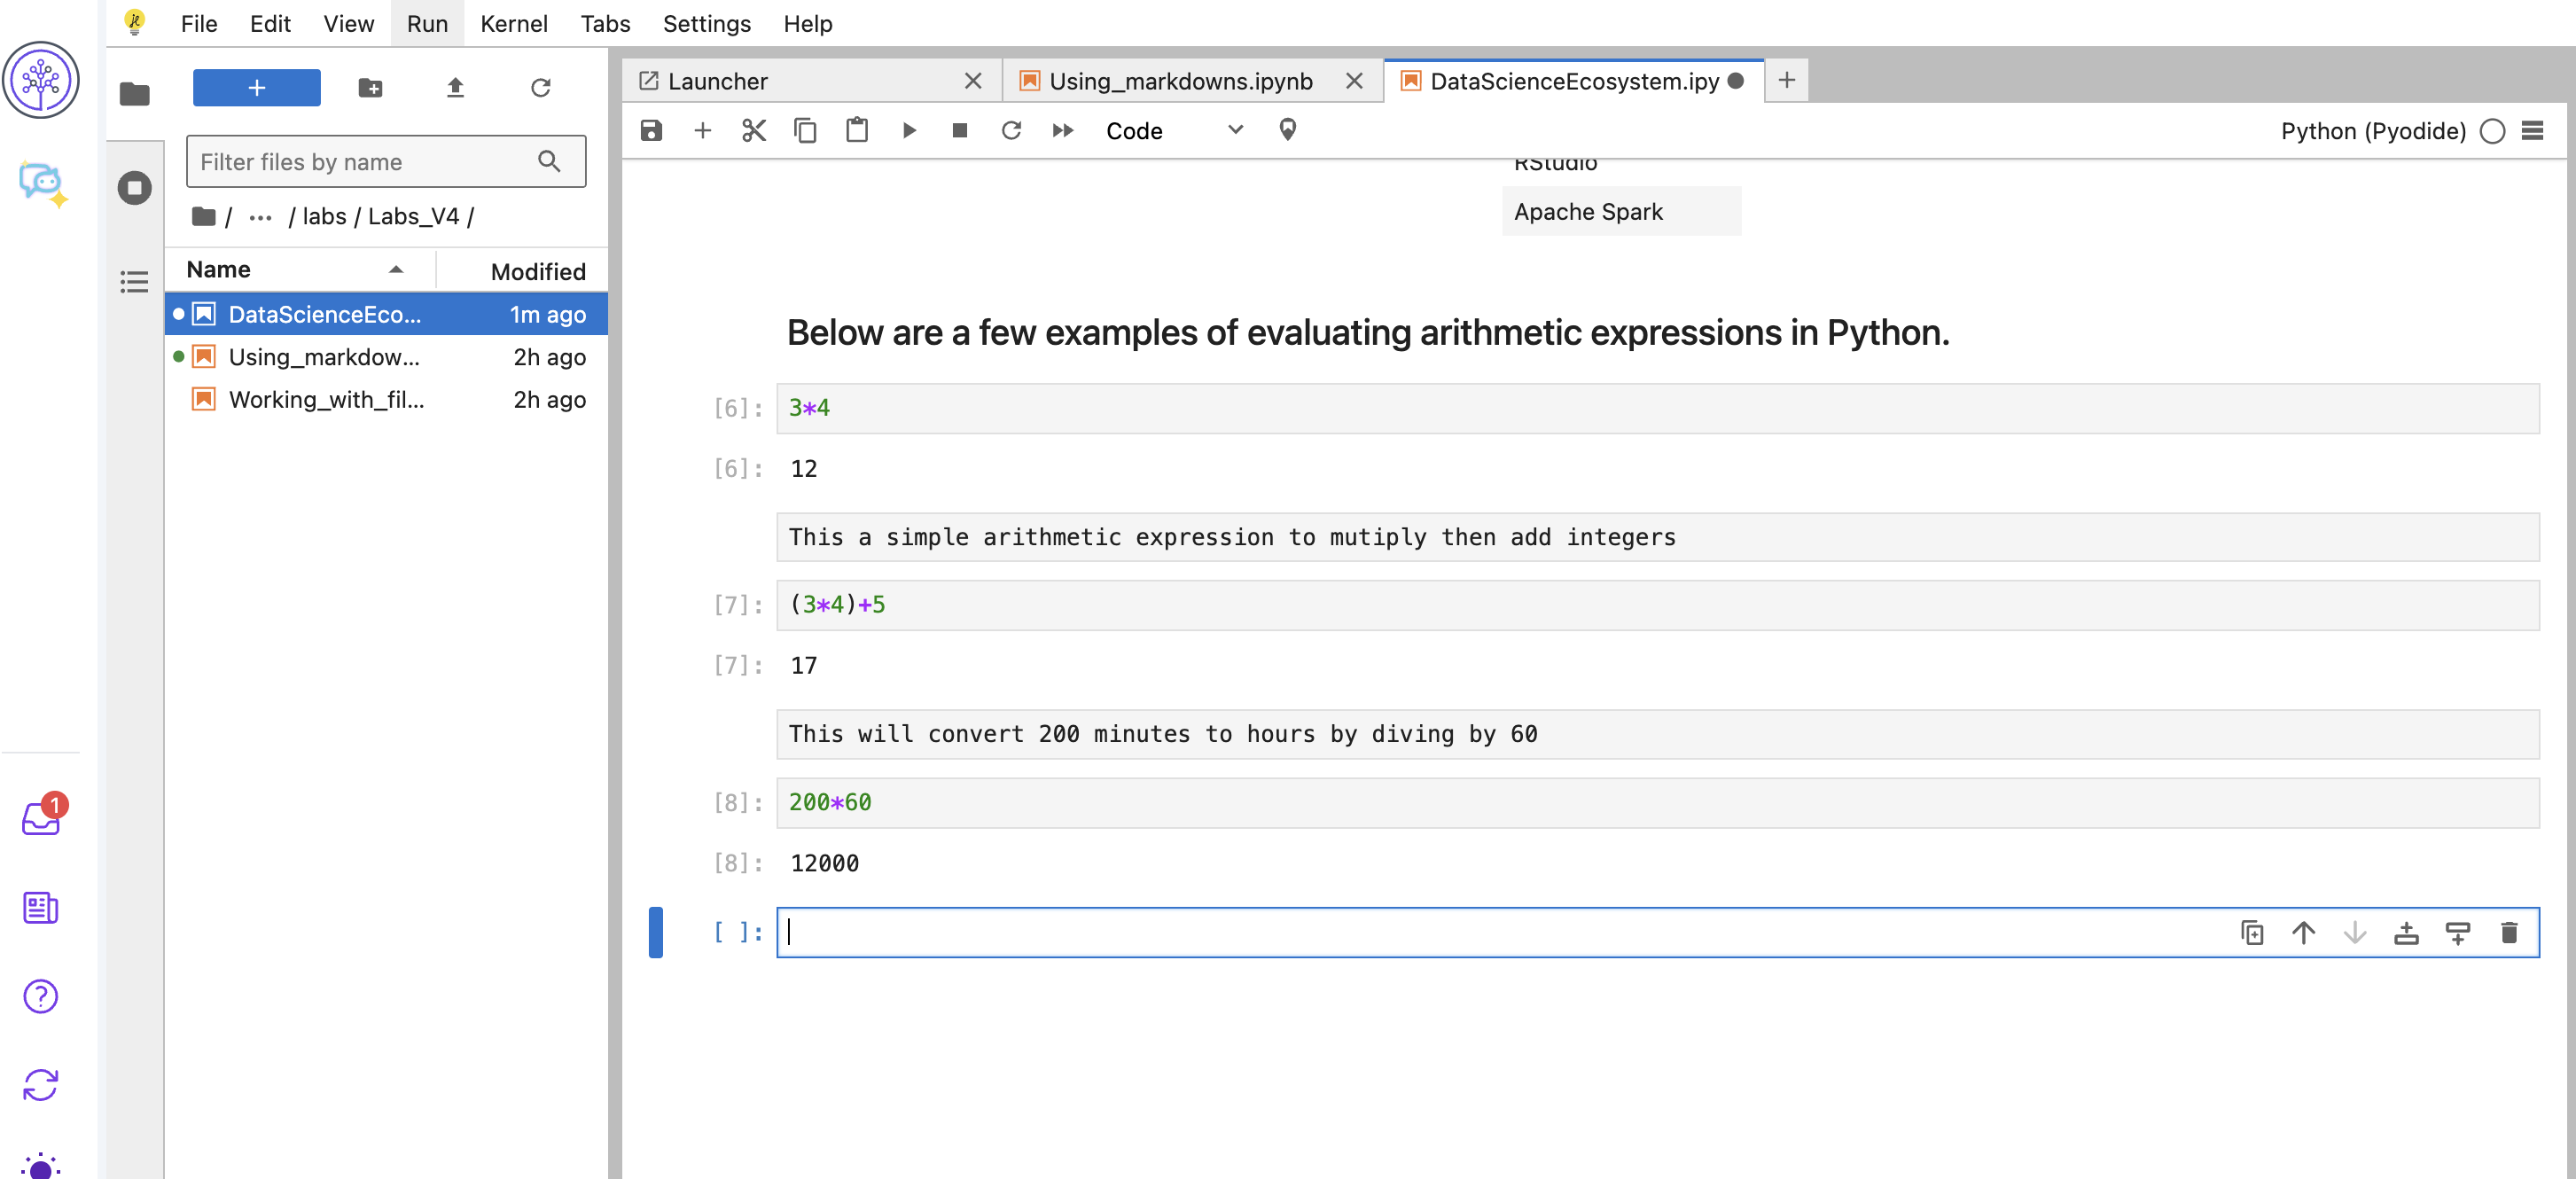 File Edit View Run Kernel Tabs Settings Help
Launcher
Using_markdowns.ipynb
DataScienceEcosystem.ipy
Code
Python (Pyodide)
Filter files by name
/ ... / labs / Labs_V4 /
Name Modified
DataScienceEco... 1m ago
Using_markdow... 2h ago
Working_with_fil... 2h ago
1
RStudio
Apache Spark
Below are a few examples of evaluating arithmetic expressions in Python.
[6]: 3*4
[6]: 12
This a simple arithmetic expression to mutiply then add integers
[7]: (3*4)+5
[7]: 17
This will convert 200 minutes to hours by diving by 60
[8]: 200*60
[8]: 12000
[ ]: